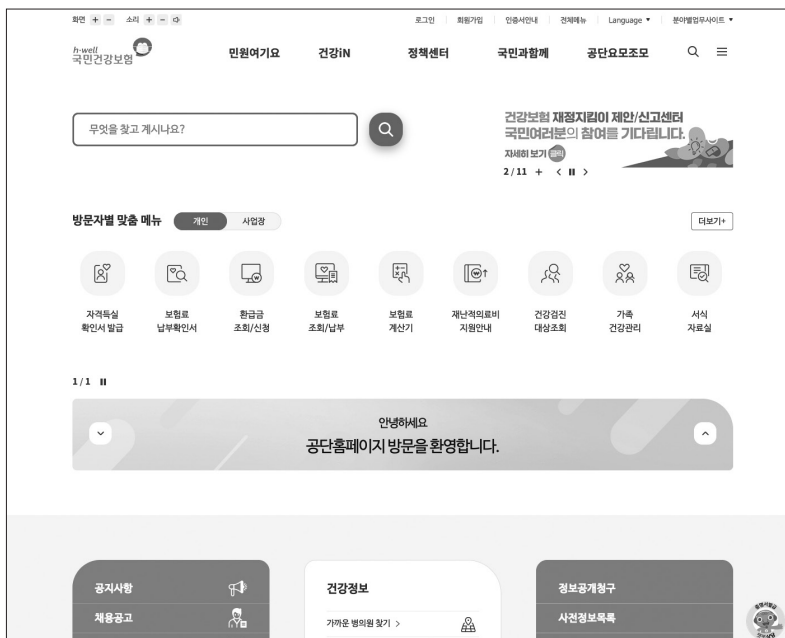 화면 + − 소리 + −
로그인 회원가입 인증서안내 전체메뉴 Language ▼ 분야별업무사이트 ▼
h-well
국민건강보험
민원여기요 건강iN 정책센터 국민과함께 공단요모조모
무엇을 찾고 계시나요?
건강보험 재정지킴이 제안/신고센터
국민여러분의 참여를 기다립니다.
자세히 보기 클릭
2 / 11 + < II >
방문자별 맞춤 메뉴 개인 사업장 더보기+
자격득실
확인서 발급
보험료
납부확인서
환급금
조회/신청
보험료
조회/납부
보험료
계산기
재난적의료비
지원안내
건강검진
대상조회
가족
건강관리
서식
자료실
1 / 1 II
안녕하세요
공단홈페이지 방문을 환영합니다.
공지사항
채용공고
건강정보
가까운 병의원 찾기 >
정보공개청구
사전정보목록